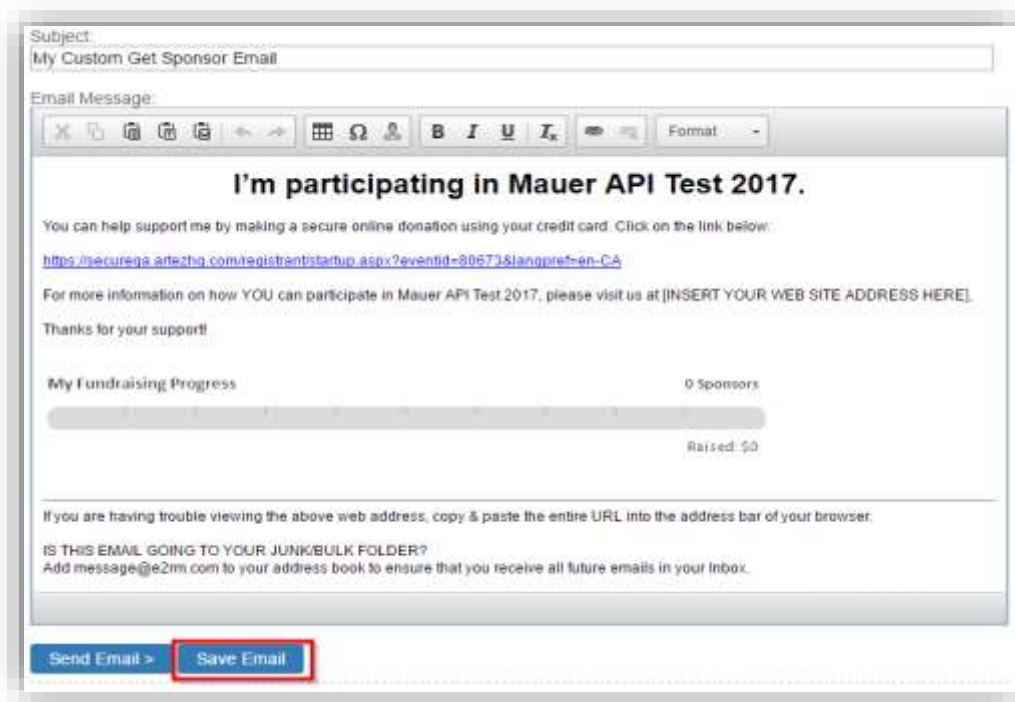 Subject:
My Custom Get Sponsor Email
Email Message:
B I U Ix Format
I'm participating in Mauer API Test 2017.
You can help support me by making a secure online donation using your credit card. Click on the link below:
https://secureqa.artezhq.com/registrant/startup.aspx?eventid=80673&langpref=en-CA
For more information on how YOU can participate in Mauer API Test 2017, please visit us at [INSERT YOUR WEB SITE ADDRESS HERE].
Thanks for your support!
My Fundraising Progress 0 Sponsors
Raised: $0
If you are having trouble viewing the above web address, copy & paste the entire URL into the address bar of your browser.
IS THIS EMAIL GOING TO YOUR JUNK/BULK FOLDER?
Add message@e2rm.com to your address book to ensure that you receive all future emails in your Inbox.
Send Email > Save Email